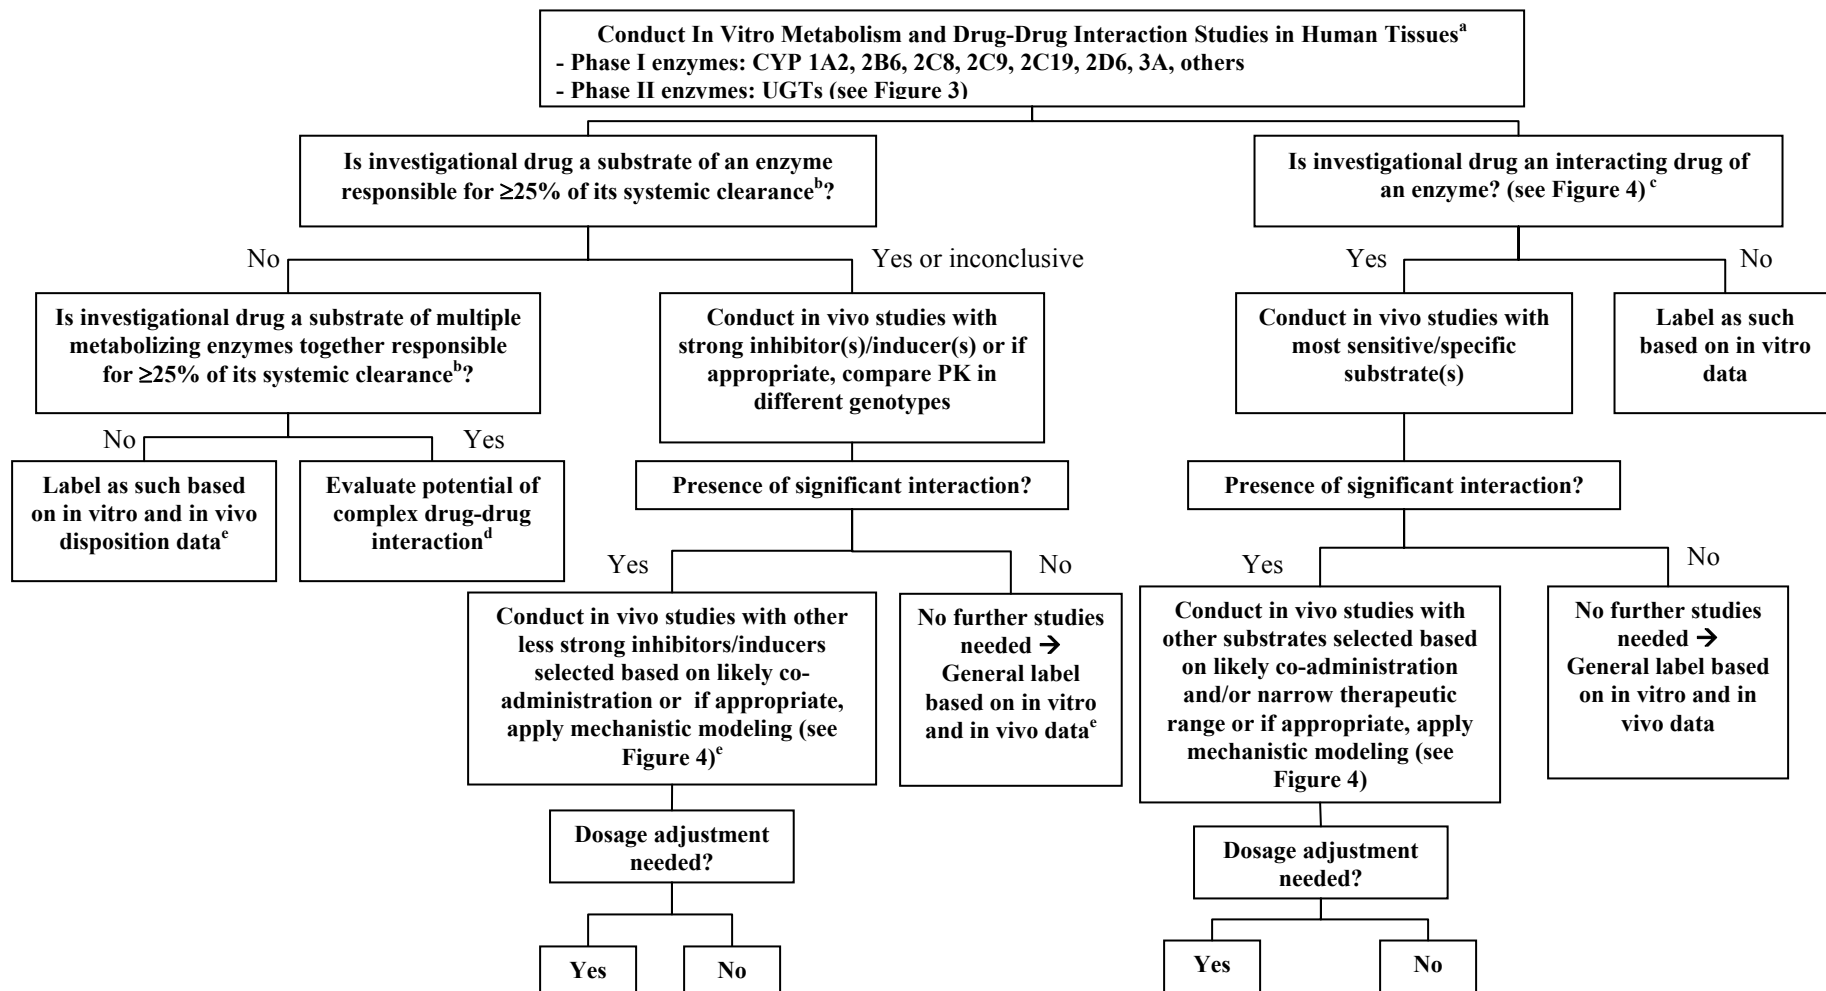 Conduct In Vitro Metabolism and Drug-Drug Interaction Studies in Human Tissuesᵃ
- Phase I enzymes: CYP 1A2, 2B6, 2C8, 2C9, 2C19, 2D6, 3A, others
- Phase II enzymes: UGTs (see Figure 3)
Is investigational drug a substrate of an enzyme
responsible for ≥25% of its systemic clearanceᵇ?
Is investigational drug an interacting drug of
an enzyme? (see Figure 4) ᶜ
No
Yes or inconclusive
Yes
No
Is investigational drug a substrate of multiple
metabolizing enzymes together responsible
for ≥25% of its systemic clearanceᵇ?
Conduct in vivo studies with
strong inhibitor(s)/inducer(s) or if
appropriate, compare PK in
different genotypes
Conduct in vivo studies with
most sensitive/specific
substrate(s)
Label as such
based on in vitro
data
No
Yes
Label as such based
on in vitro and in vivo
disposition dataᵉ
Evaluate potential of
complex drug-drug
interactionᵈ
Presence of significant interaction?
Presence of significant interaction?
Yes
No
Yes
No
Conduct in vivo studies with other
less strong inhibitors/inducers
selected based on likely co-
administration or if appropriate,
apply mechanistic modeling (see
Figure 4)ᵉ
No further studies
needed →
General label
based on in vitro
and in vivo dataᵉ
Conduct in vivo studies with
other substrates selected based
on likely co-administration
and/or narrow therapeutic
range or if appropriate, apply
mechanistic modeling (see
Figure 4)
No further studies
needed →
General label based
on in vitro and in
vivo data
Dosage adjustment
needed?
Dosage adjustment
needed?
Yes
No
Yes
No